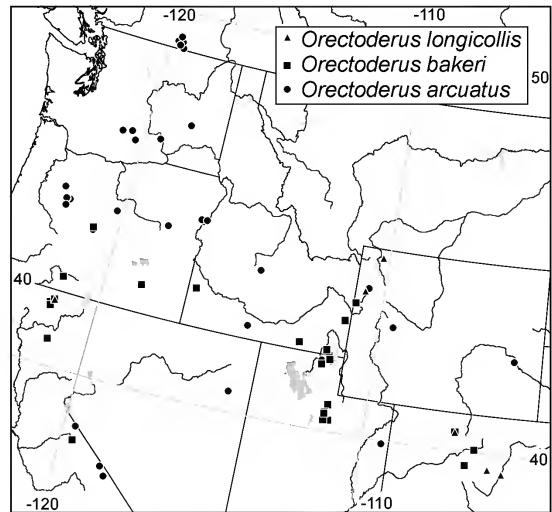 -120
-110
50
Orectoderus longicollis
Orectoderus bakeri
Orectoderus arcuatus
40
40
-120
-110